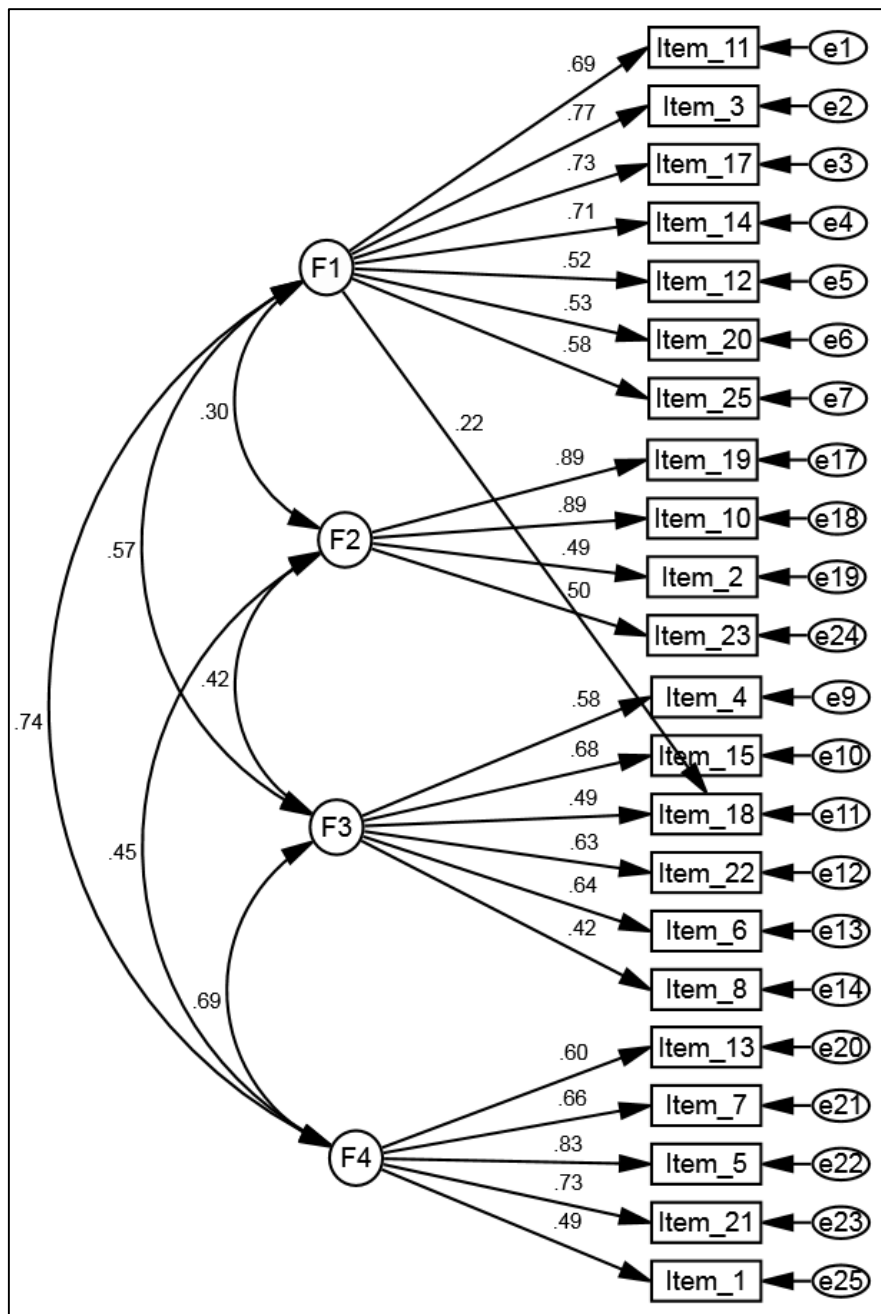 Item_11 e1
.69
Item_3 e2
.77
Item_17 e3
.73
Item_14 e4
.71
F1
Item_12 e5
.52
Item_20 e6
.53
Item_25 e7
.58
.22
.30
Item_19 e17
.89
Item_10 e18
.89
F2
Item_2 e19
.49
Item_23 e24
.50
.57
.42
Item_4 e9
.58
.74
Item_15 e10
.68
Item_18 e11
.49
F3
Item_22 e12
.63
.45
Item_6 e13
.64
Item_8 e14
.42
.69
Item_13 e20
.60
Item_7 e21
.66
F4
Item_5 e22
.83
Item_21 e23
.73
Item_1 e25
.49